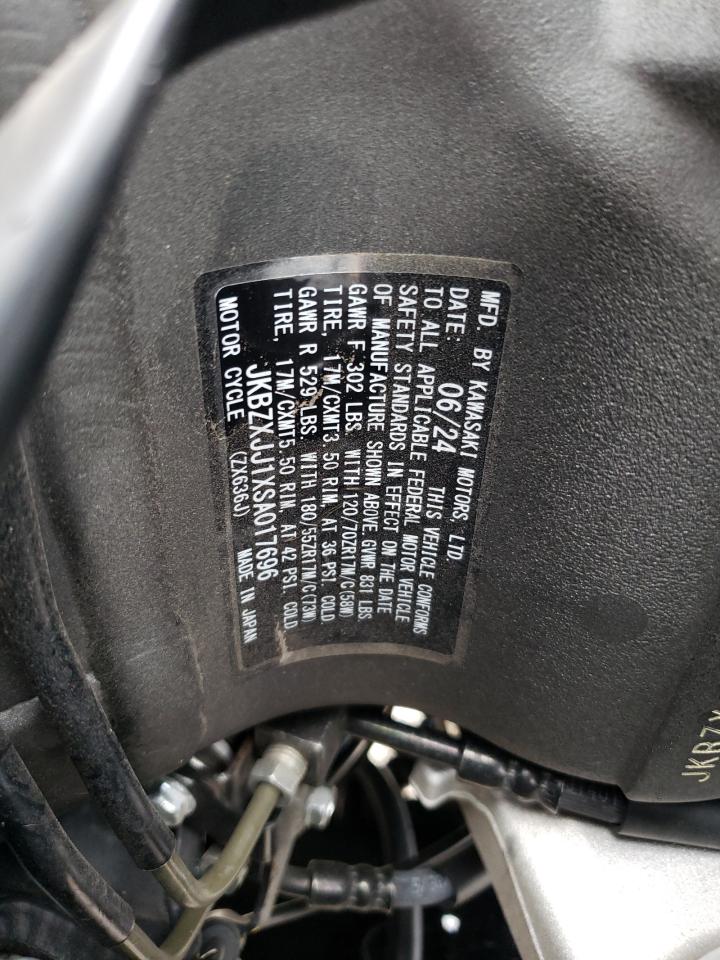 MFD. BY KAWASAKI MOTORS, LTD.
DATE: 06/24 THIS VEHICLE CONFORMS
TO ALL APPLICABLE FEDERAL MOTOR VEHICLE
SAFETY STANDARDS IN EFFECT ON THE DATE
OF MANUFACTURE SHOWN ABOVE. GVWR 831 LBS.
GAWR F 302 LBS. WITH 120/70ZR17M/C(58W)
TIRE, 17M/CXMT3.50 RIM, AT 36 PSI. COLD
GAWR R 529 LBS. WITH 180/55ZR17M/C(73W)
TIRE, 17M/CXMT5.50 RIM, AT 42 PSI. COLD
JKBZXJJ1XSA017696
MOTOR CYCLE (ZX636J) MADE IN JAPAN
JKBZX